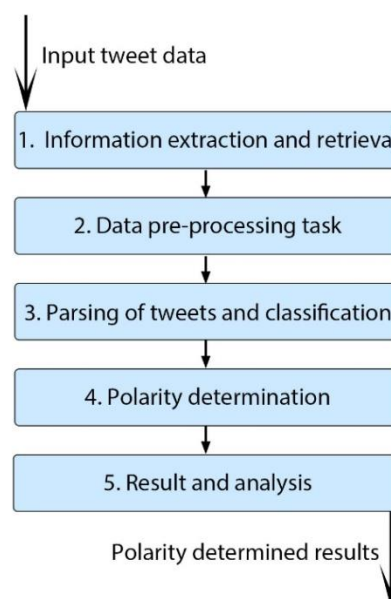 Input tweet data
1. Information extraction and retrieva
2. Data pre-processing task
3. Parsing of tweets and classification
4. Polarity determination
5. Result and analysis
Polarity determined results